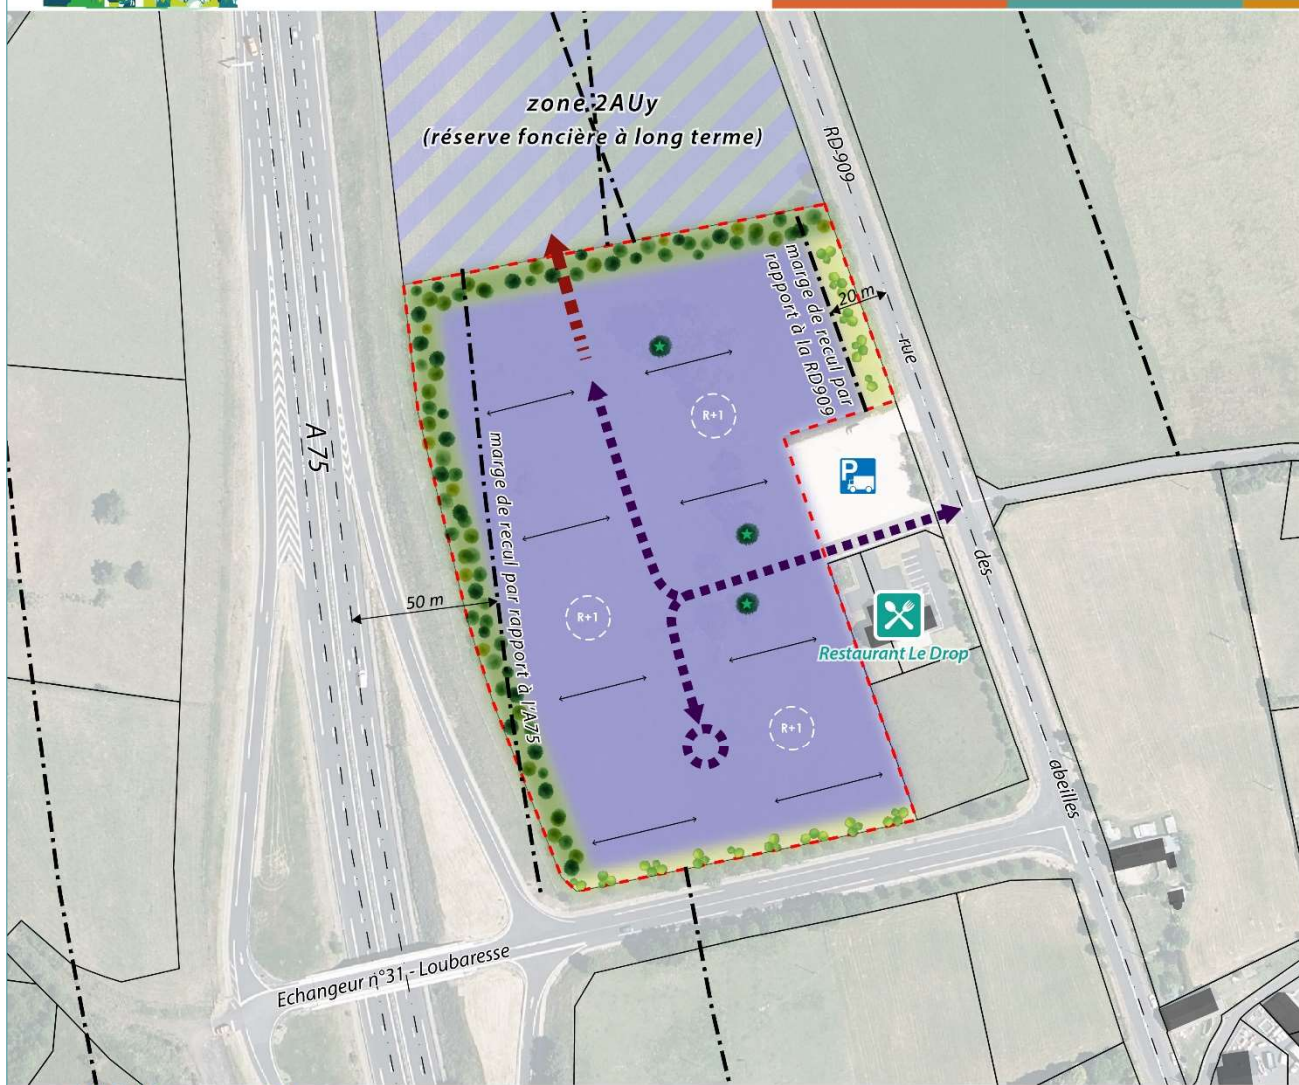 zone 2AUy
(réserve foncière à long terme)
RD-909
rue
des
abeilles
marge de recul par
rapport à la RD909
20 m
R+1
A 75
P
marge de recul par rapport à l'A75
50 m
R+1
Restaurant Le Drop
R+1
Echangeur n°31 - Loubaresse